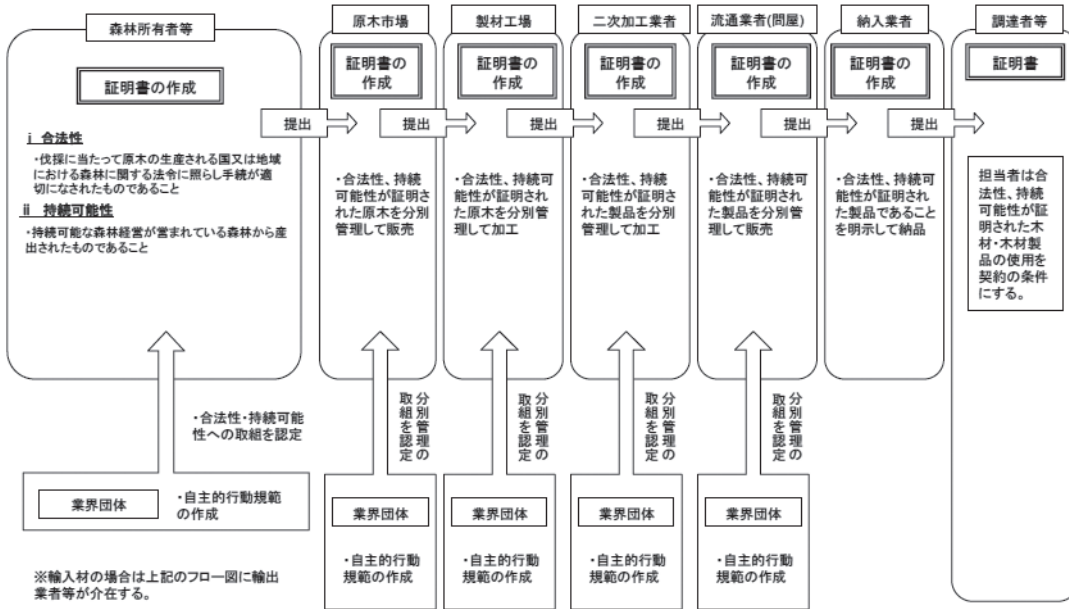 森林所有者等
証明書の作成
ⅰ 合法性
・伐採に当たって原木の生産される国又は地域
における森林に関する法令に照らし手続が適
切になされたものであること
ⅱ 持続可能性
・持続可能な森林経営が営まれている森林から産
出されたものであること
提出
原木市場
証明書の
作成
・合法性、持続可
能性が証明さ
れた原木を分別
管理して販売
提出
製材工場
証明書の
作成
・合法性、持続可
能性が証明さ
れた原木を分別管
理して加工
提出
二次加工業者
証明書の
作成
・合法性、持続可
能性が証明さ
れた製品を分別
管理して加工
提出
流通業者(問屋)
証明書の
作成
・合法性、持続可
能性が証明さ
れた製品を分別
管理して販売
提出
納入業者
証明書の
作成
・合法性、持続可
能性が証明され
た製品であること
を明示して納品
提出
調達者等
証明書
担当者は合
法性、持続
可能性が証
明された木
材・木材製
品の使用を
契約の条件
にする。
・合法性・持続可能
性への取組を認定
業界団体
・自主的行動規範
の作成
分別管理の
取組を認定
業界団体
・自主的行動
規範の作成
分別管理の
取組を認定
業界団体
・自主的行動
規範の作成
分別管理の
取組を認定
業界団体
・自主的行動
規範の作成
分別管理の
取組を認定
業界団体
・自主的行動
規範の作成
※輸入材の場合は上記のフロー図に輸出
業者等が介在する。